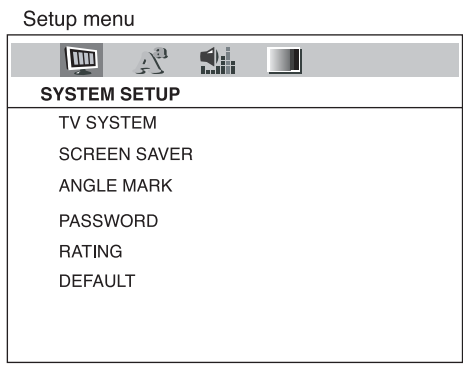 Setup menu
SYSTEM SETUP
TV SYSTEM
SCREEN SAVER
ANGLE MARK
PASSWORD
RATING
DEFAULT